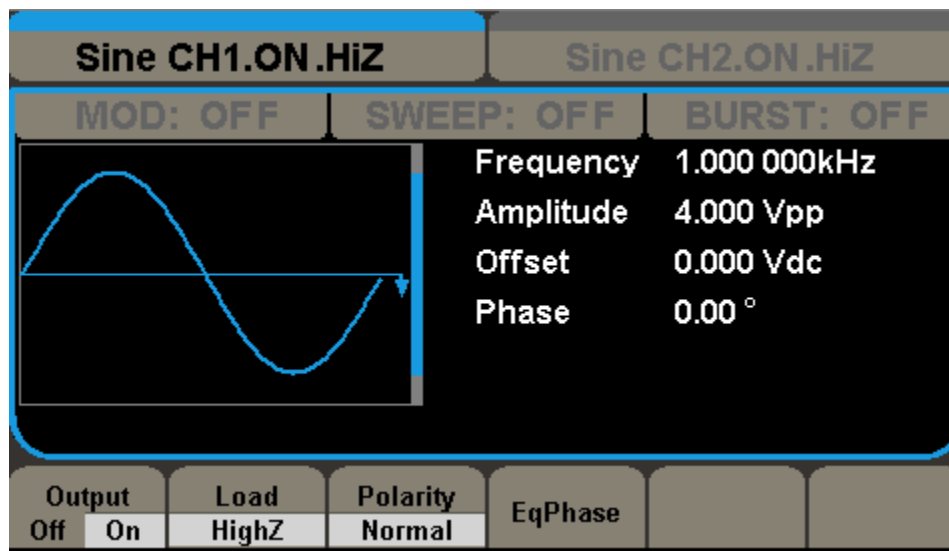 Sine CH1.ON.HiZ
Sine CH2.ON.HiZ
MOD: OFF
SWEEP: OFF
BURST: OFF
Frequency 1.000 000kHz
Amplitude 4.000 Vpp
Offset 0.000 Vdc
Phase 0.00 °
Output
Off On
Load
HighZ
Polarity
Normal
EqPhase